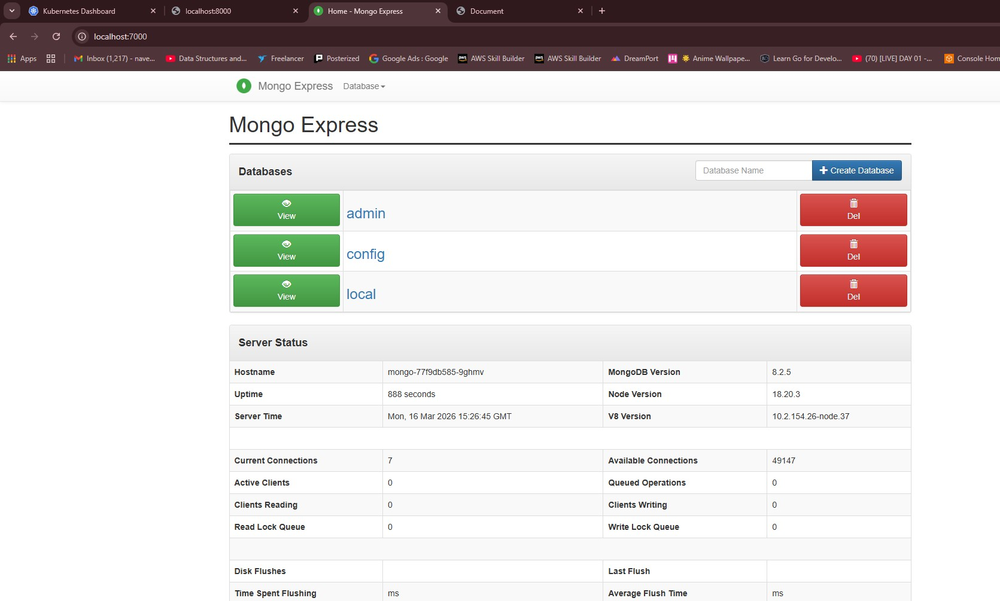 Kubernetes Dashboard
localhost:8000
Home - Mongo Express
Document
localhost:7000
Apps
Inbox (1,217) - nave...
Data Structures and...
Freelancer
Posterized
Google Ads : Google
aws AWS Skill Builder
aws AWS Skill Builder
DreamPort
Anime Wallpape...
BD Learn Go for Develo...
(70) [LIVE] DAY 01 -...
Console Hom
Mongo Express Database
Mongo Express
Databases Database Name Create Database
View admin Del
View config Del
View local Del
Server Status
Hostname mongo-77f9db585-9ghmv MongoDB Version 8.2.5
Uptime 888 seconds Node Version 18.20.3
Server Time Mon, 16 Mar 2026 15:26:45 GMT V8 Version 10.2.154.26-node.37
Current Connections 7 Available Connections 49147
Active Clients 0 Queued Operations 0
Clients Reading 0 Clients Writing 0
Read Lock Queue 0 Write Lock Queue 0
Disk Flushes Last Flush
Time Spent Flushing ms Average Flush Time ms